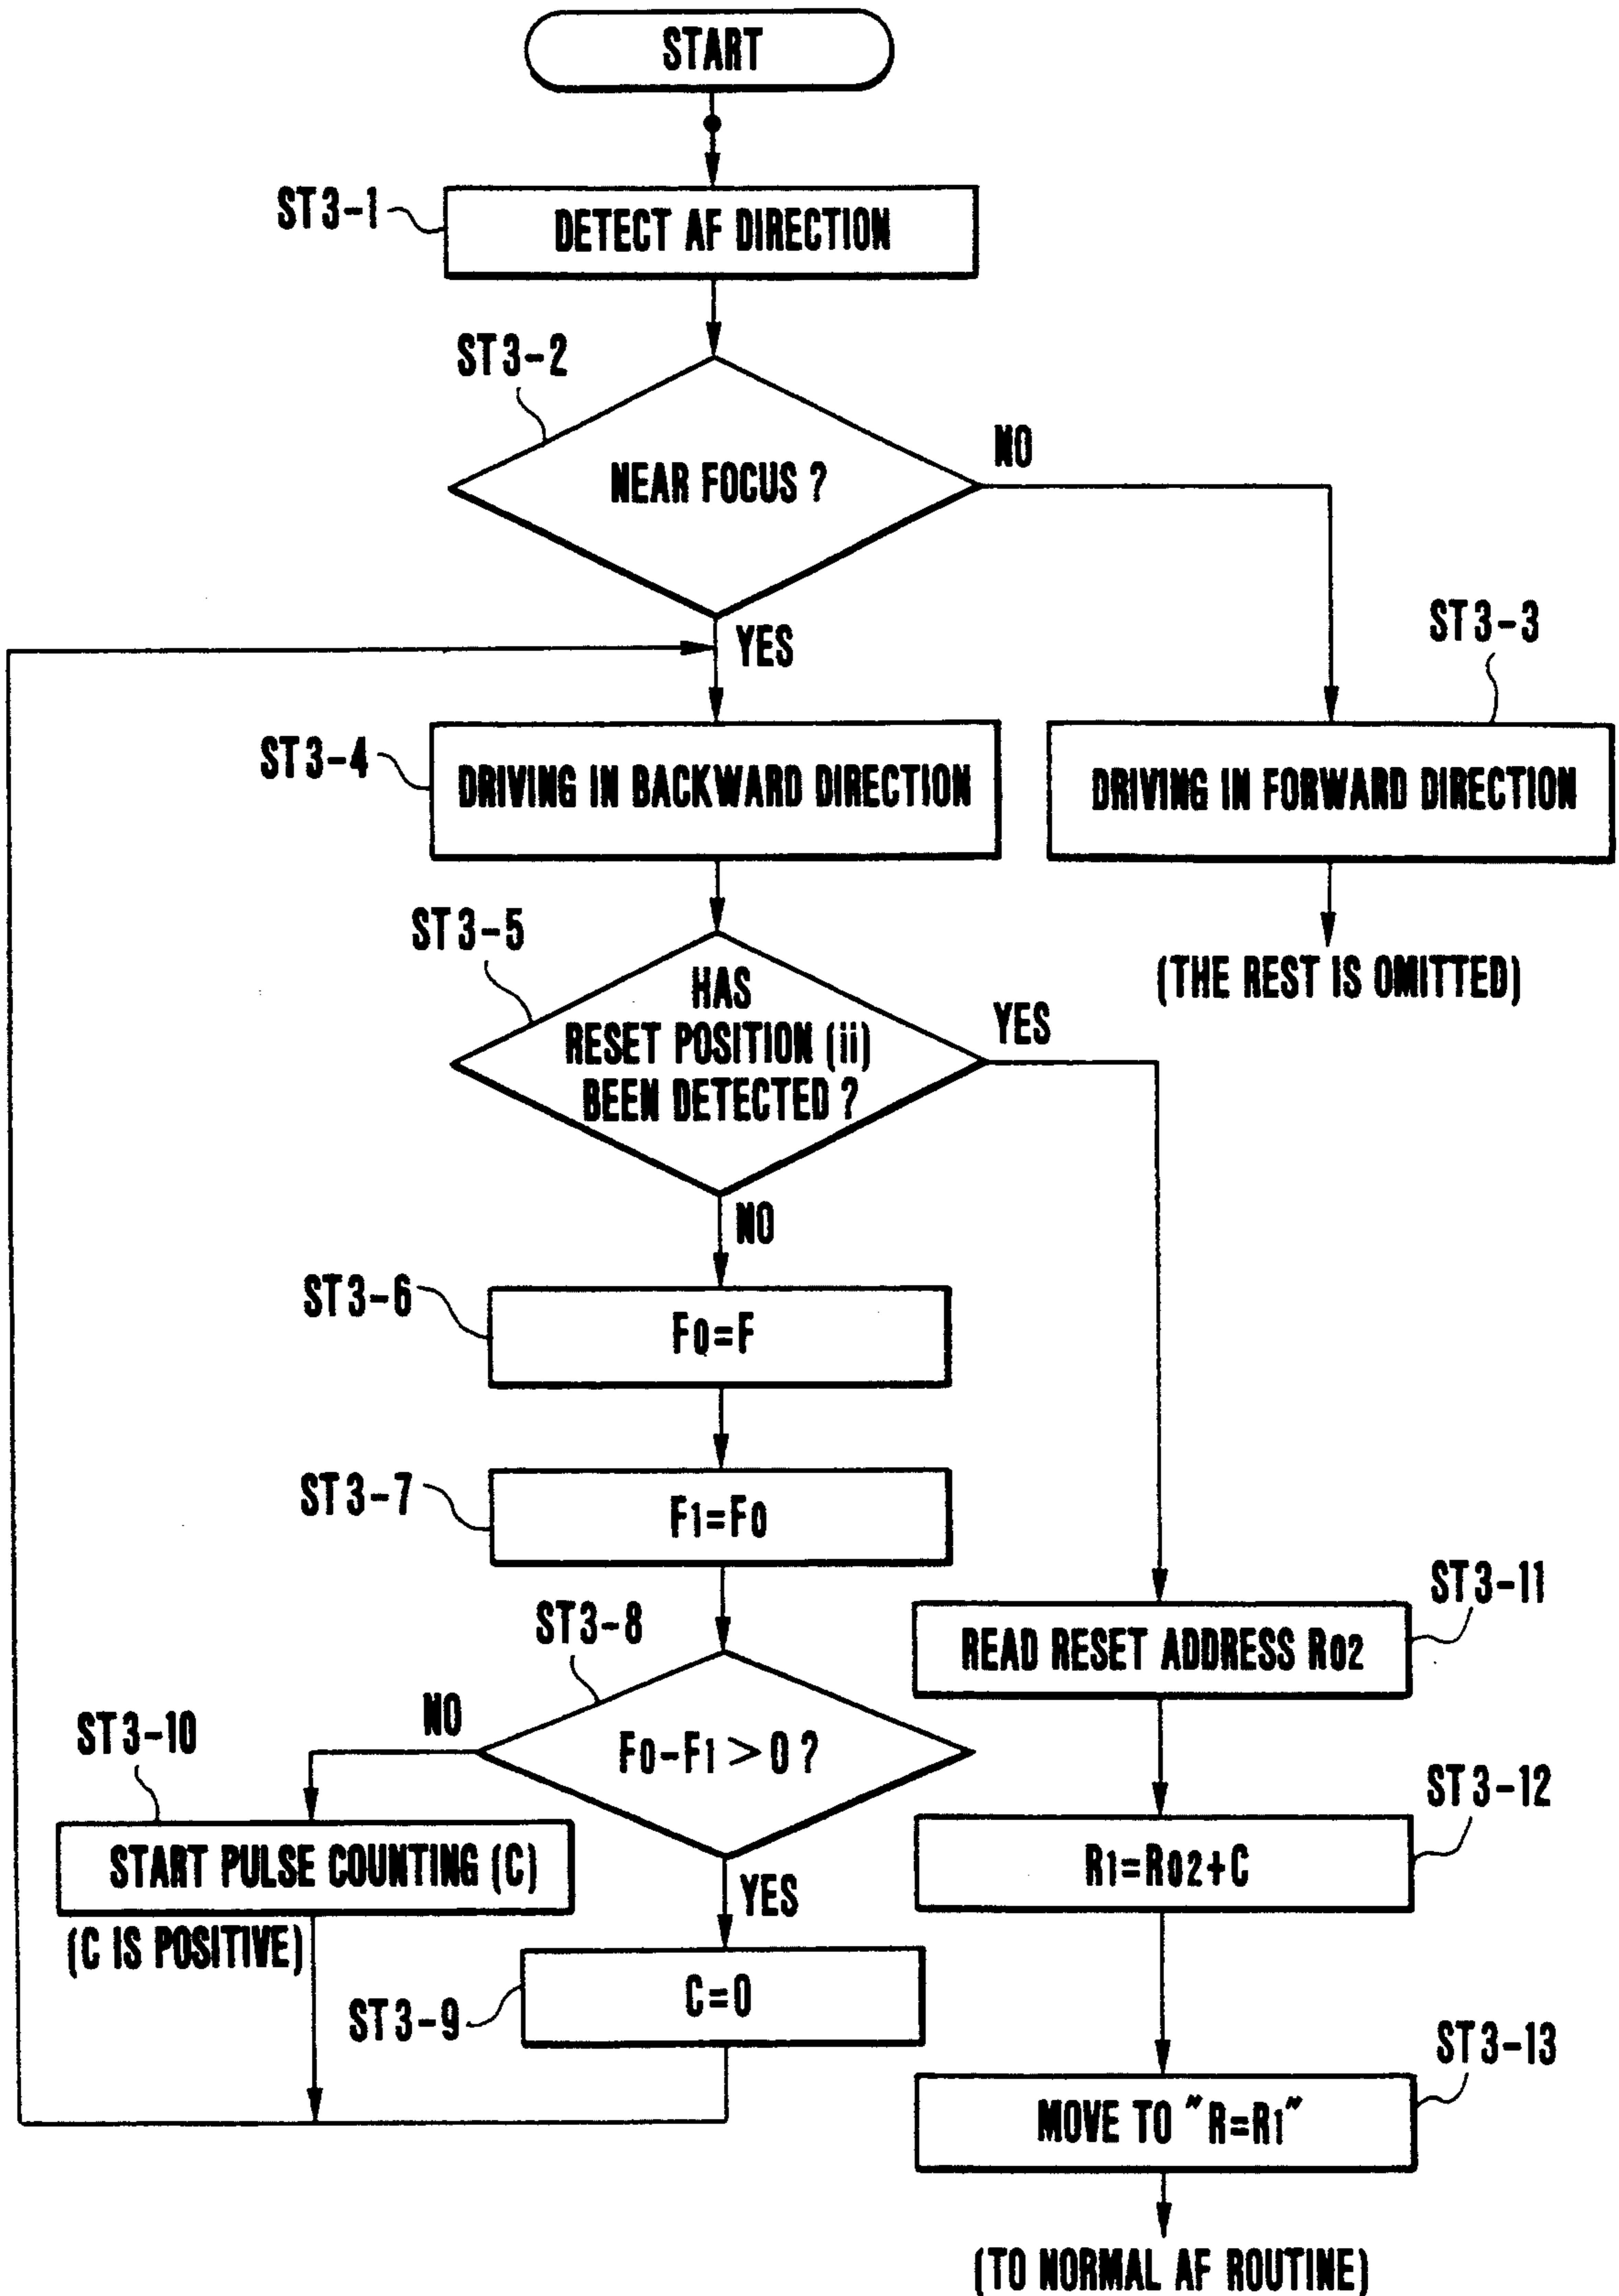 START
ST3-1
DETECT AF DIRECTION
ST3-2
NEAR FOCUS ?
NO
YES
ST3-3
ST3-4
DRIVING IN BACKWARD DIRECTION
DRIVING IN FORWARD DIRECTION
(THE REST IS OMITTED)
ST3-5
HAS
RESET POSITION (ii)
BEEN DETECTED ?
YES
NO
ST3-6
F0=F
ST3-7
F1=F0
ST3-8
F0-F1 > 0 ?
NO
YES
ST3-10
START PULSE COUNTING (C)
(C IS POSITIVE)
ST3-9
C=0
ST3-11
READ RESET ADDRESS R02
ST3-12
R1=R02+C
ST3-13
MOVE TO "R=R1"
(TO NORMAL AF ROUTINE)